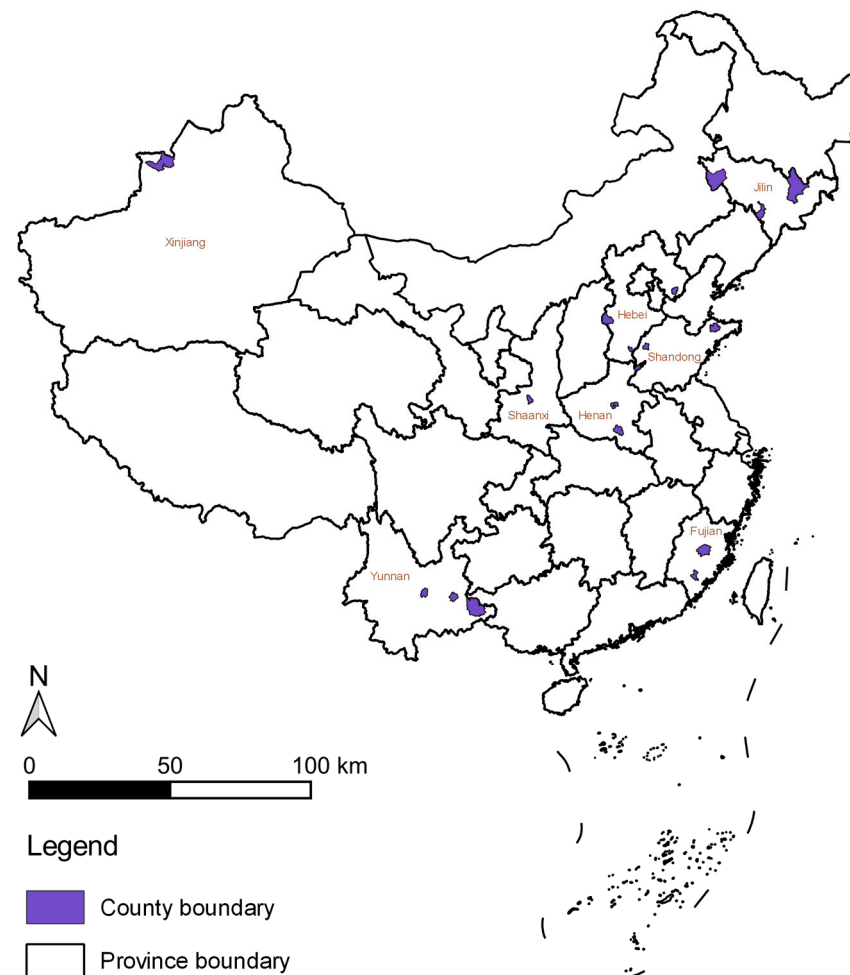 Jilin
Xinjiang
Hebei
Shandong
Shaanxi
Henan
Fujian
Yunnan
N
0 50 100 km
Legend
County boundary
Province boundary